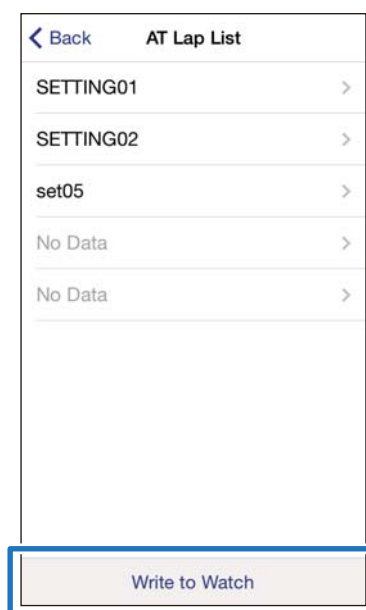 Back AT Lap List
SETTING01
SETTING02
set05
No Data
No Data
Write to Watch